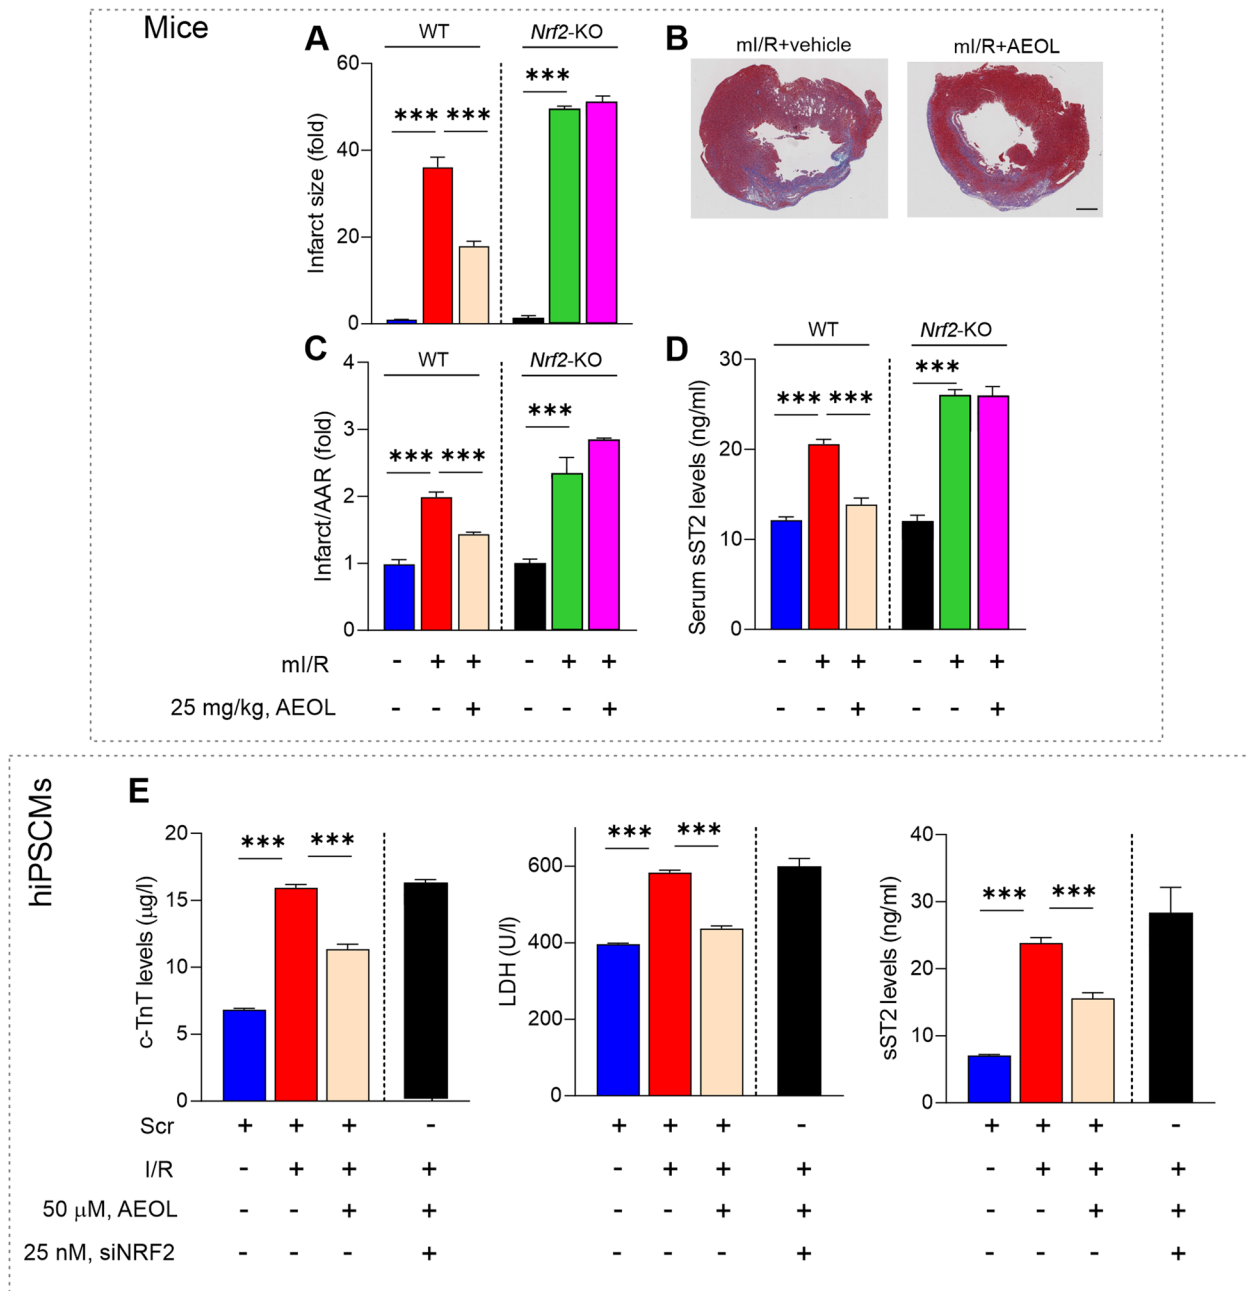 Mice
A
WT
Nrf2-KO
B
mI/R+vehicle
mI/R+AEOL
60
40
20
0
Infarct size (fold)
***
***
***
C
WT
Nrf2-KO
4
3
2
1
0
Infarct/AAR (fold)
***
***
***
D
WT
Nrf2-KO
30
20
10
0
Serum sST2 levels (ng/ml)
***
***
***
mI/R - + + - + + - + + - + +
25 mg/kg, AEOL - - + - - + - - + - - +
hiPSCMs
E
20
15
10
5
0
c-TnT levels (μg/l)
***
***
600
400
200
0
LDH (U/l)
***
***
40
30
20
10
0
sST2 levels (ng/ml)
***
***
Scr + + + - + + + - + + + -
I/R - + + + - + + + - + + +
50 μM, AEOL - - + + - - + + - - + +
25 nM, siNRF2 - - - + - - - + - - - +